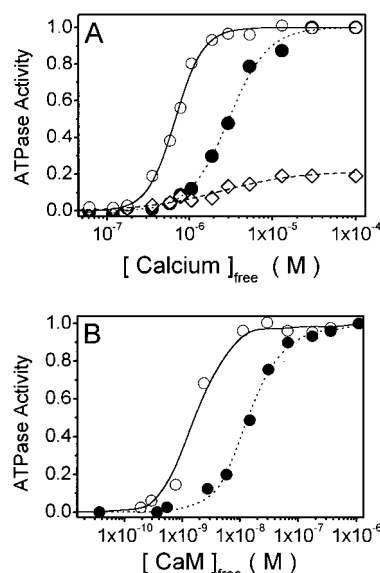 A
ATPase Activity
1.0
0.8
0.6
0.4
0.2
0.0
10⁻⁷
10⁻⁶
1x10⁻⁵
1x10⁻⁴
[ Calcium ]free ( M )
B
ATPase Activity
1.0
0.8
0.6
0.4
0.2
0.0
1x10⁻¹⁰
1x10⁻⁹
1x10⁻⁸
1x10⁻⁷
1x10⁻⁶
[ CaM ]free ( M )